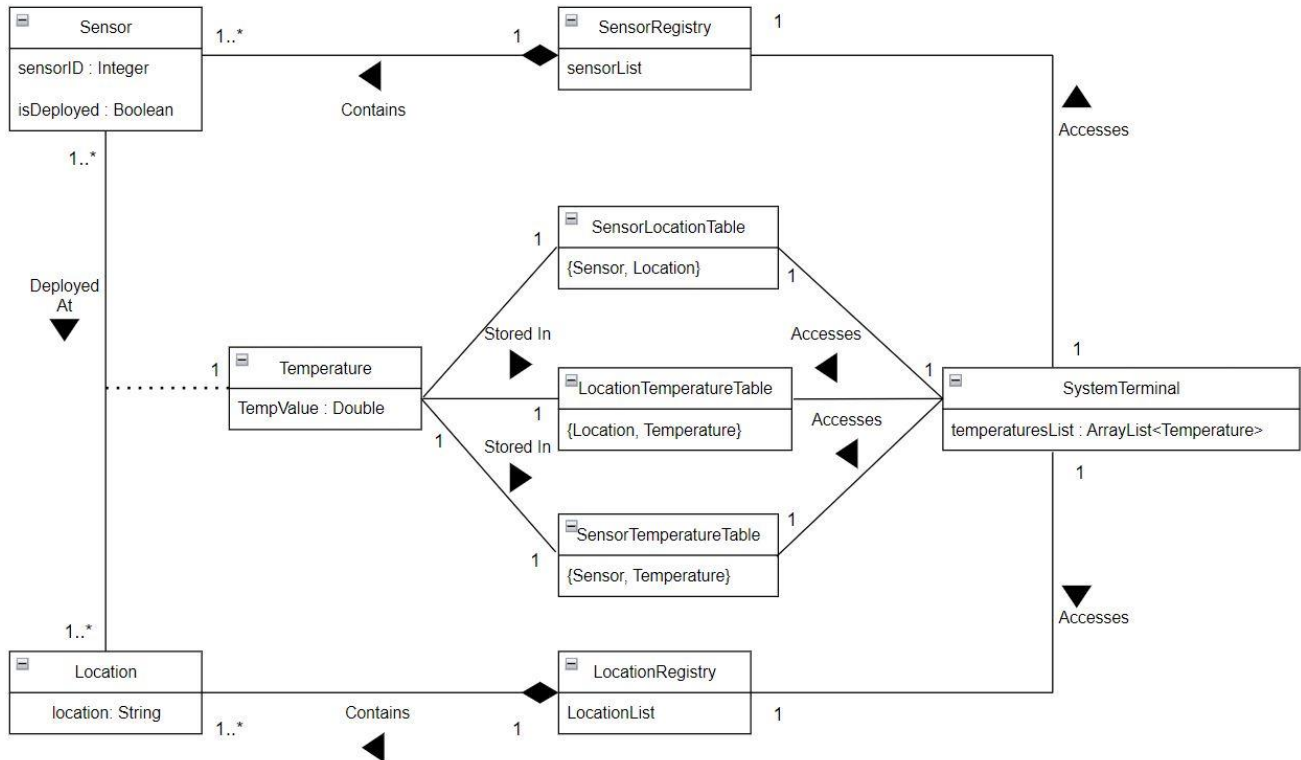 Sensor
sensorID : Integer
isDeployed : Boolean
1..*
1
Contains
SensorRegistry
sensorList
1
Accesses
1..*
Deployed
At
1
Temperature
TempValue : Double
1
Stored In
1
Stored In
1
1
SensorLocationTable
{Sensor, Location}
1
Accesses
LocationTemperatureTable
{Location, Temperature}
Accesses
1
1
SensorTemperatureTable
{Sensor, Temperature}
1
SystemTerminal
temperaturesList : ArrayList<Temperature>
1
Accesses
1..*
Location
location: String
1..*
Contains
1
LocationRegistry
LocationList
1